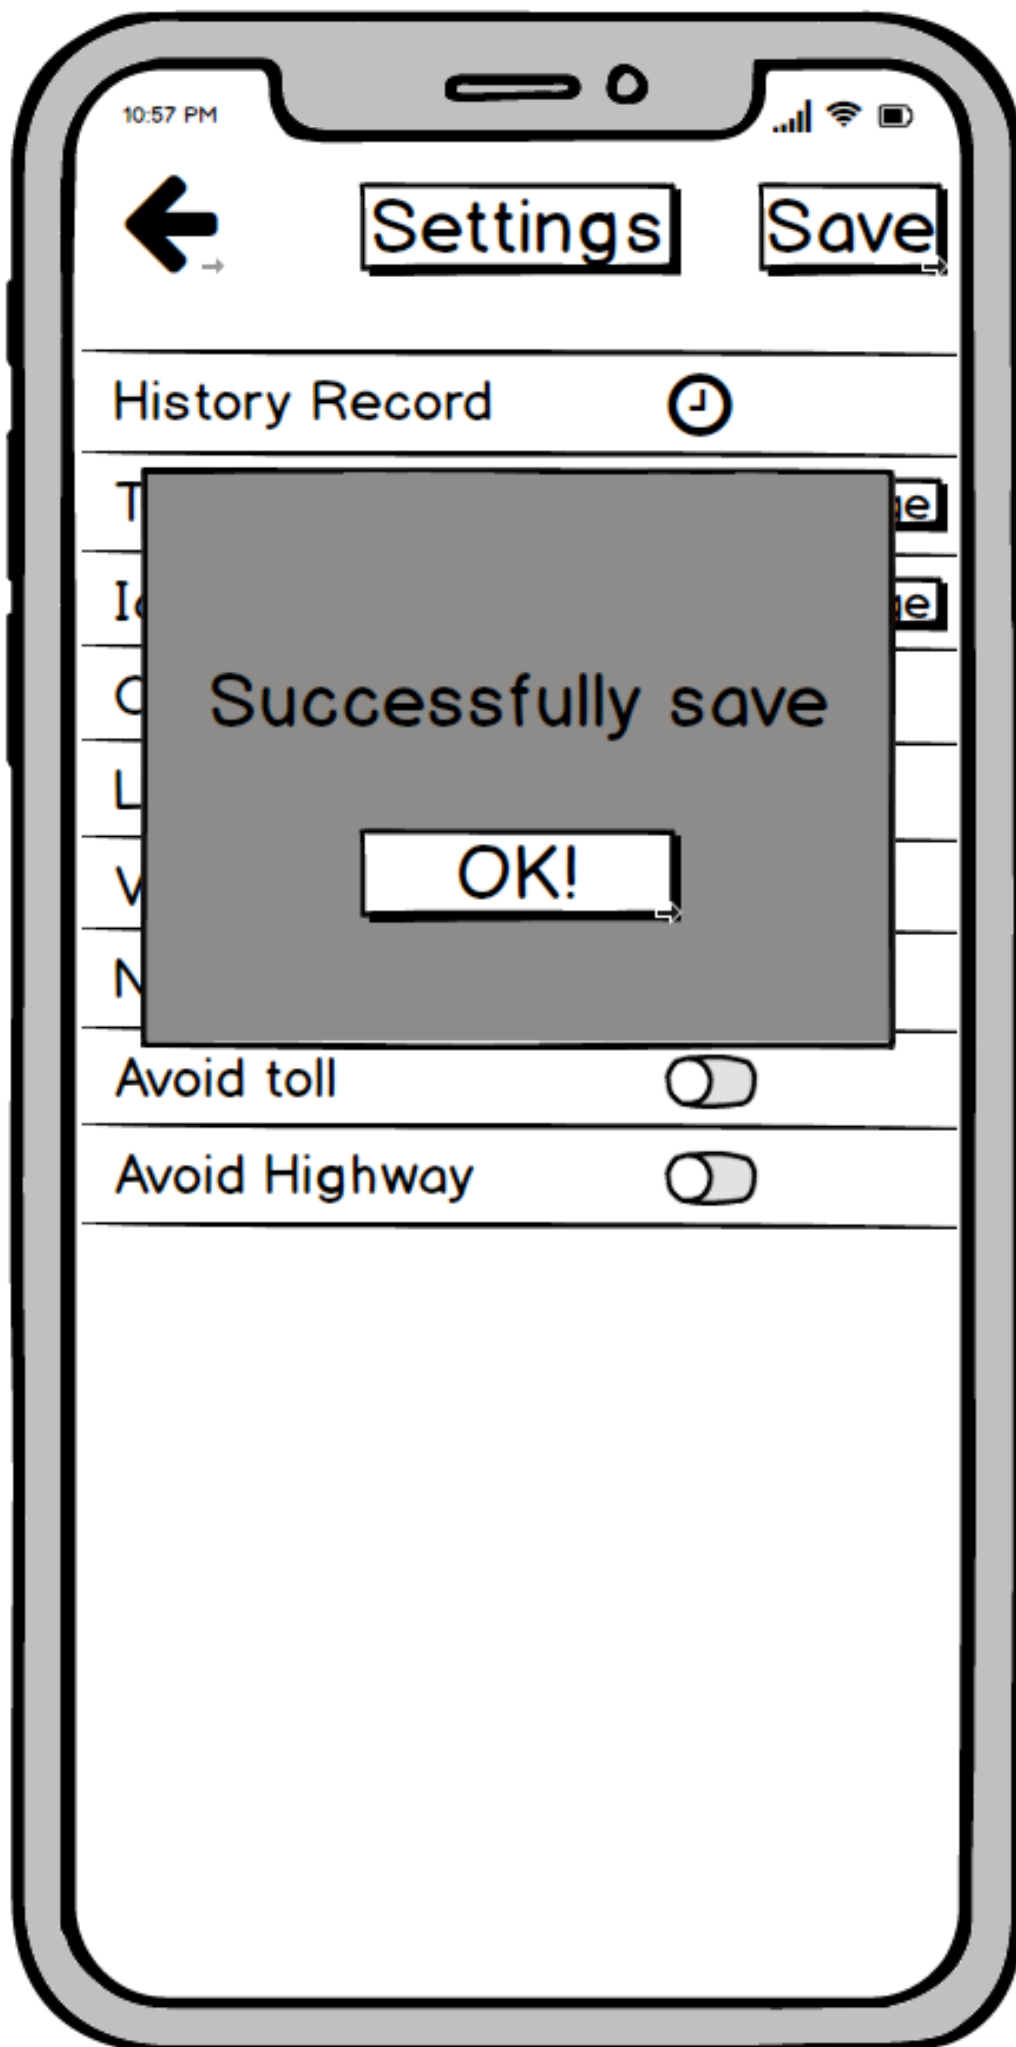 10:57 PM
Settings
Save
History Record
Successfully save
OK!
Avoid toll
Avoid Highway